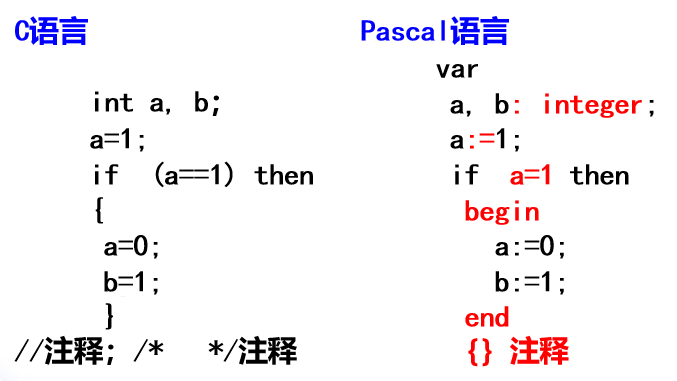 C语言
int a, b;
a=1;
if (a==1) then
{
a=0;
b=1;
}
//注释; /* */注释
Pascal语言
var
a, b: integer;
a:=1;
if a=1 then
begin
a:=0;
b:=1;
end
{} 注释